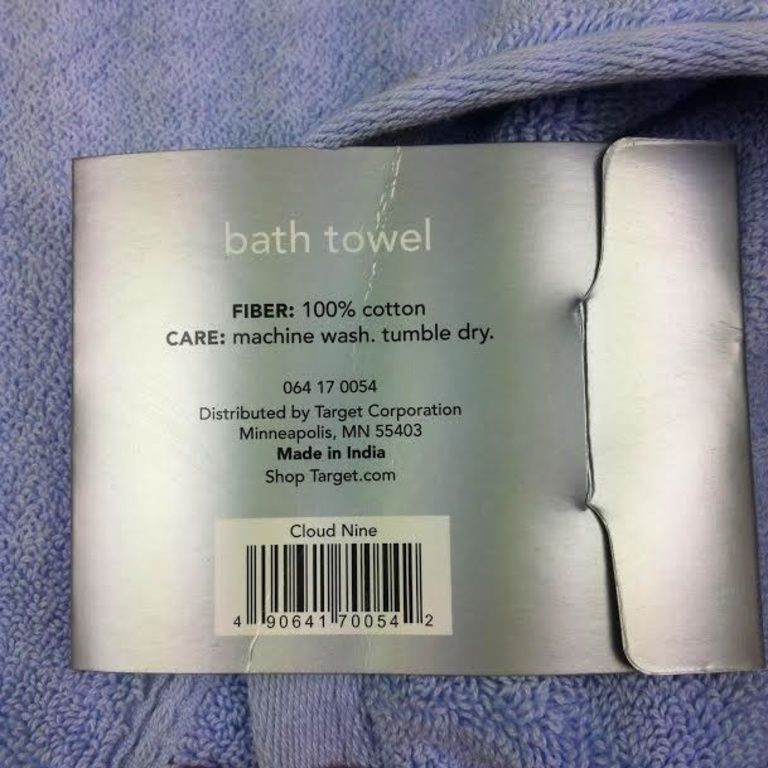 bath towel
FIBER: 100% cotton
CARE: machine wash. tumble dry.
064 17 0054
Distributed by Target Corporation
Minneapolis, MN 55403
Made in India
Shop Target.com
Cloud Nine
4 90641 70054 2